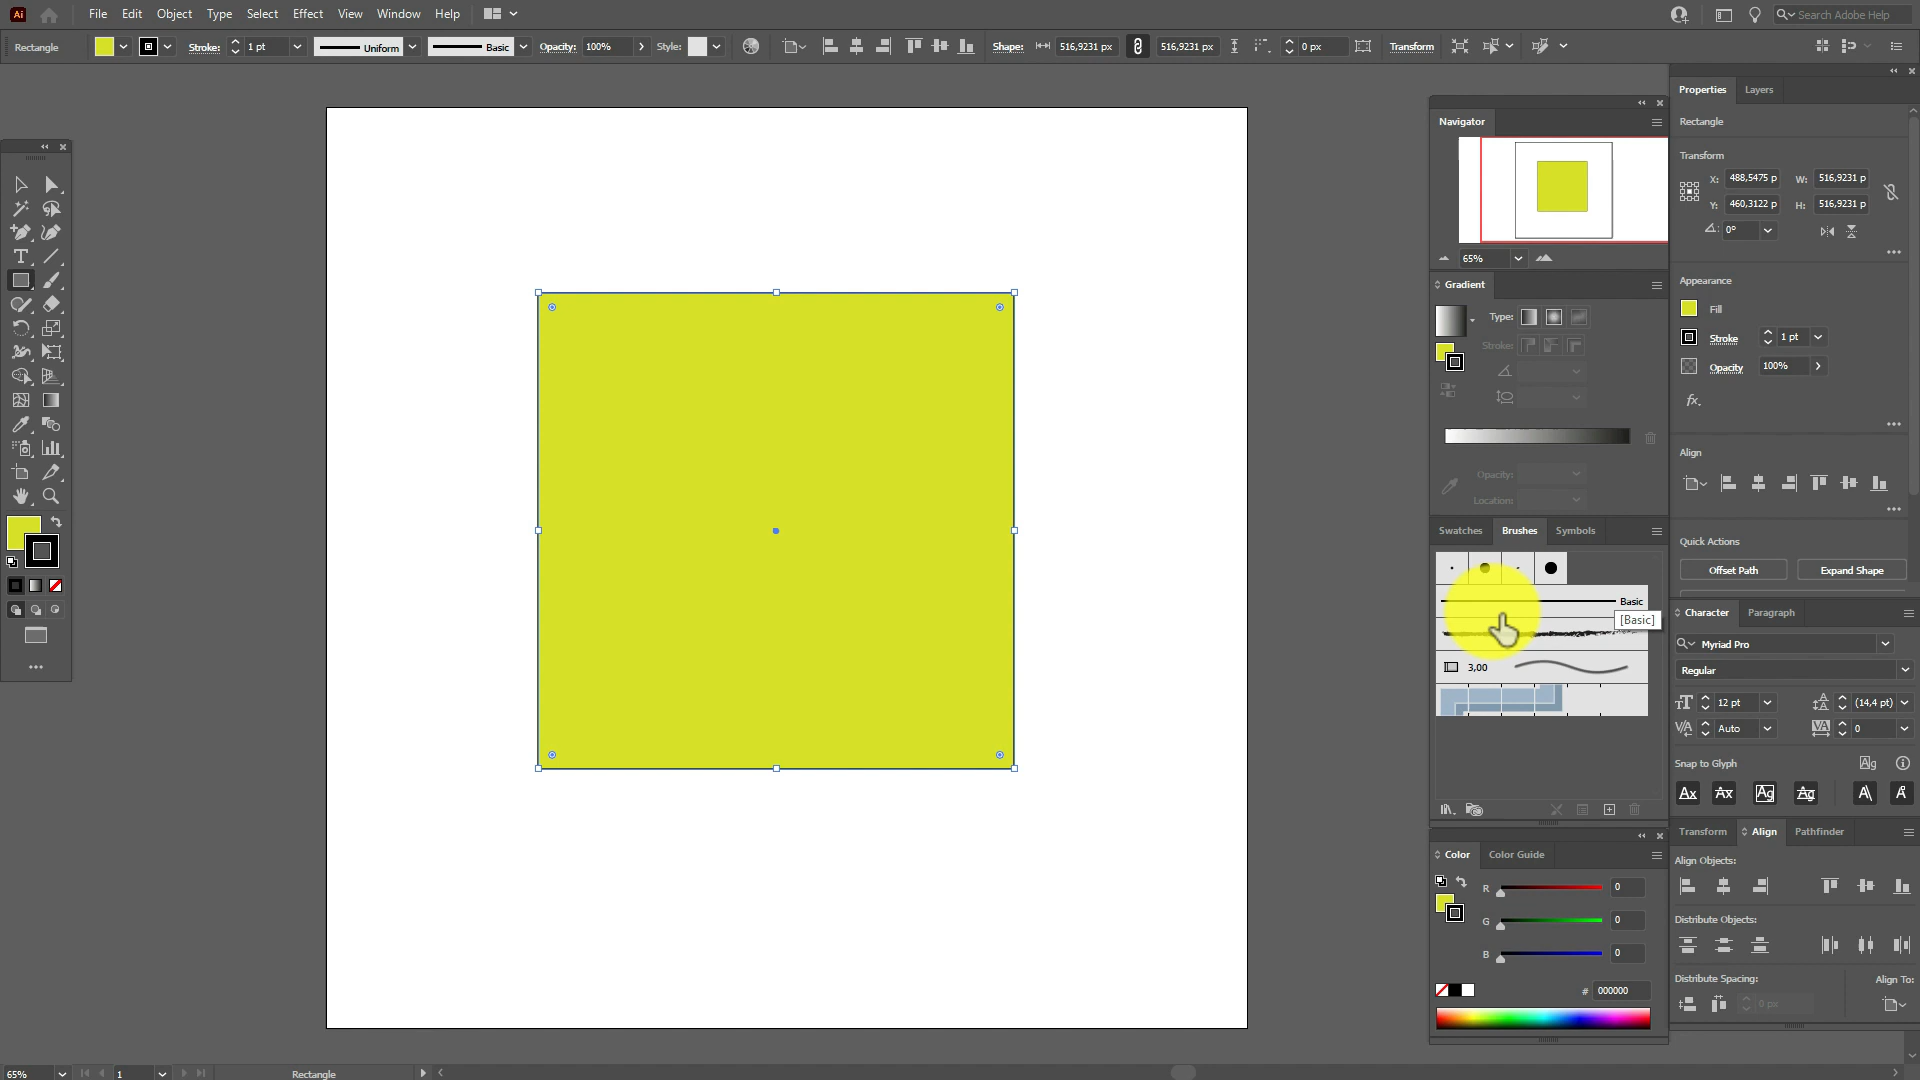 Ai File Edit Object Type Select Effect View Window Help Search Adobe Help
Rectangle Stroke: 1 pt Uniform Basic Opacity: 100% Style: Shape: 516,9231 px 516,9231 px 0 px Transform
Navigator
65%
Gradient
Type:
Stroke:
Opacity:
Location:
Swatches Brushes Symbols
Basic
[Basic]
3,00
Color Color Guide
R 0
G 0
B 0
# 000000
Properties Layers
Rectangle
Transform
X: 488,5475 p W: 516,9231 p
Y: 460,3122 p H: 516,9231 p
0°
Appearance
Fill
Stroke 1 pt
Opacity 100%
fx.
Align
Quick Actions
Offset Path Expand Shape
Character Paragraph
Myriad Pro
Regular
12 pt (14,4 pt)
Auto 0
Snap to Glyph
Transform Align Pathfinder
Align Objects:
Distribute Objects:
Distribute Spacing: Align To:
0 px
65% 1 Rectangle